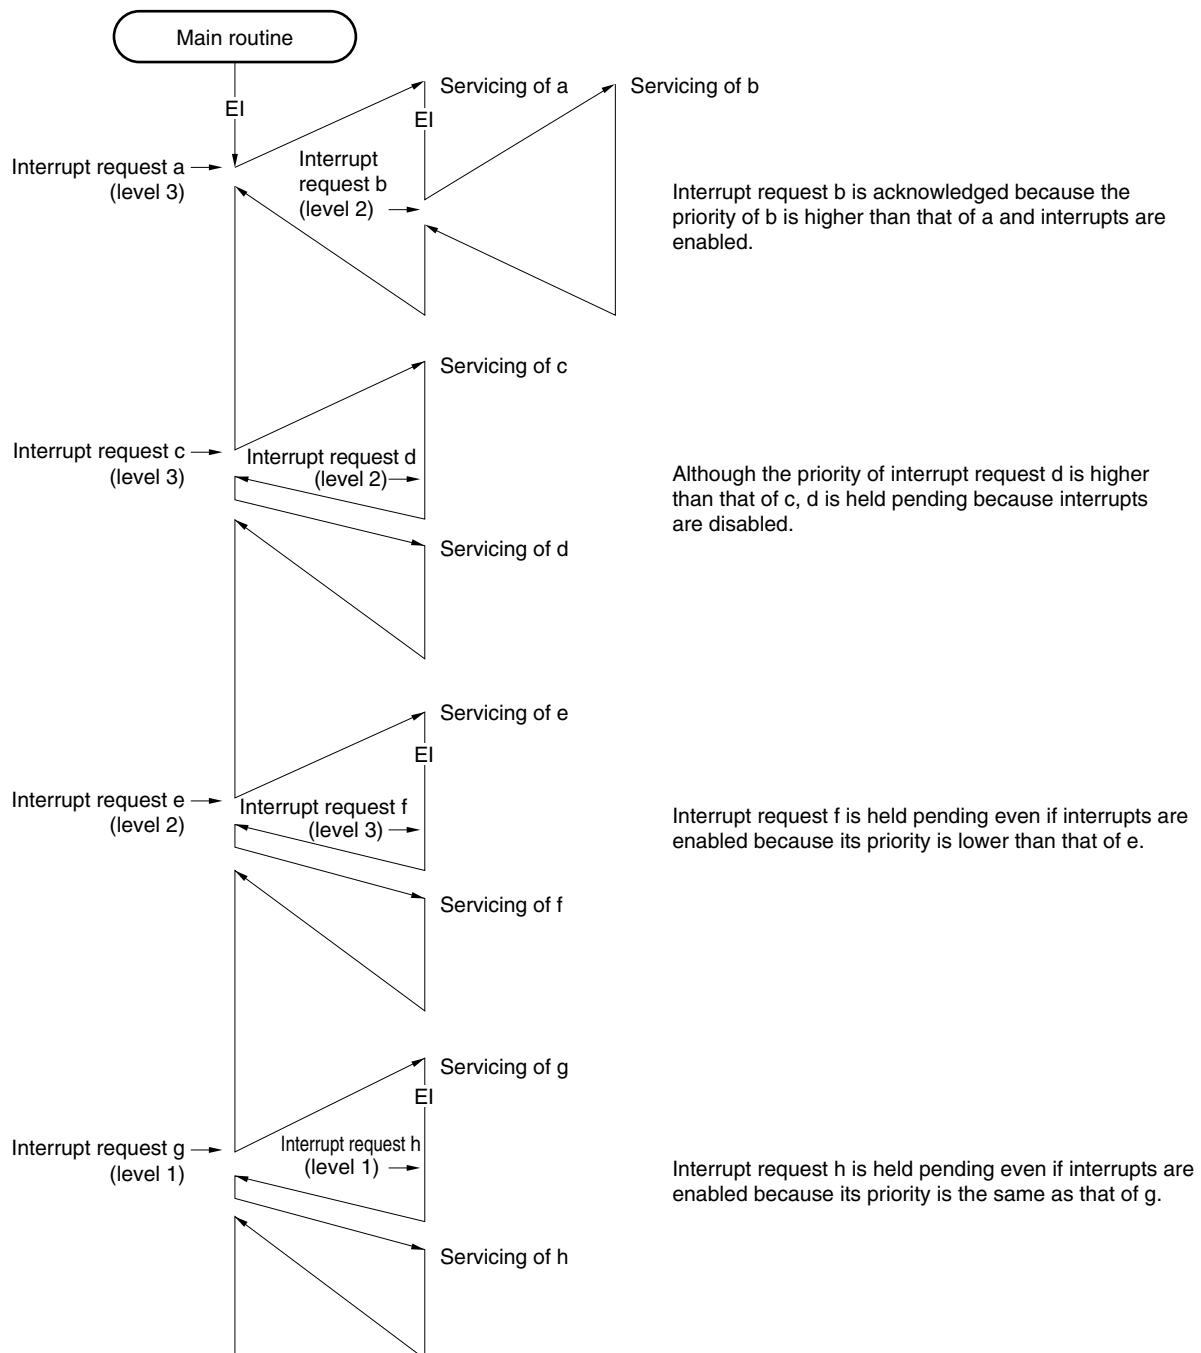 Main routine
EI
Servicing of a
Servicing of b
EI
Interrupt request a
(level 3)
Interrupt
request b
(level 2)
Interrupt request b is acknowledged because the
priority of b is higher than that of a and interrupts are
enabled.
Servicing of c
Interrupt request c
(level 3)
Interrupt request d
(level 2)
Although the priority of interrupt request d is higher
than that of c, d is held pending because interrupts
are disabled.
Servicing of d
Servicing of e
EI
Interrupt request e
(level 2)
Interrupt request f
(level 3)
Interrupt request f is held pending even if interrupts are
enabled because its priority is lower than that of e.
Servicing of f
Servicing of g
EI
Interrupt request g
(level 1)
Interrupt request h
(level 1)
Interrupt request h is held pending even if interrupts are
enabled because its priority is the same as that of g.
Servicing of h